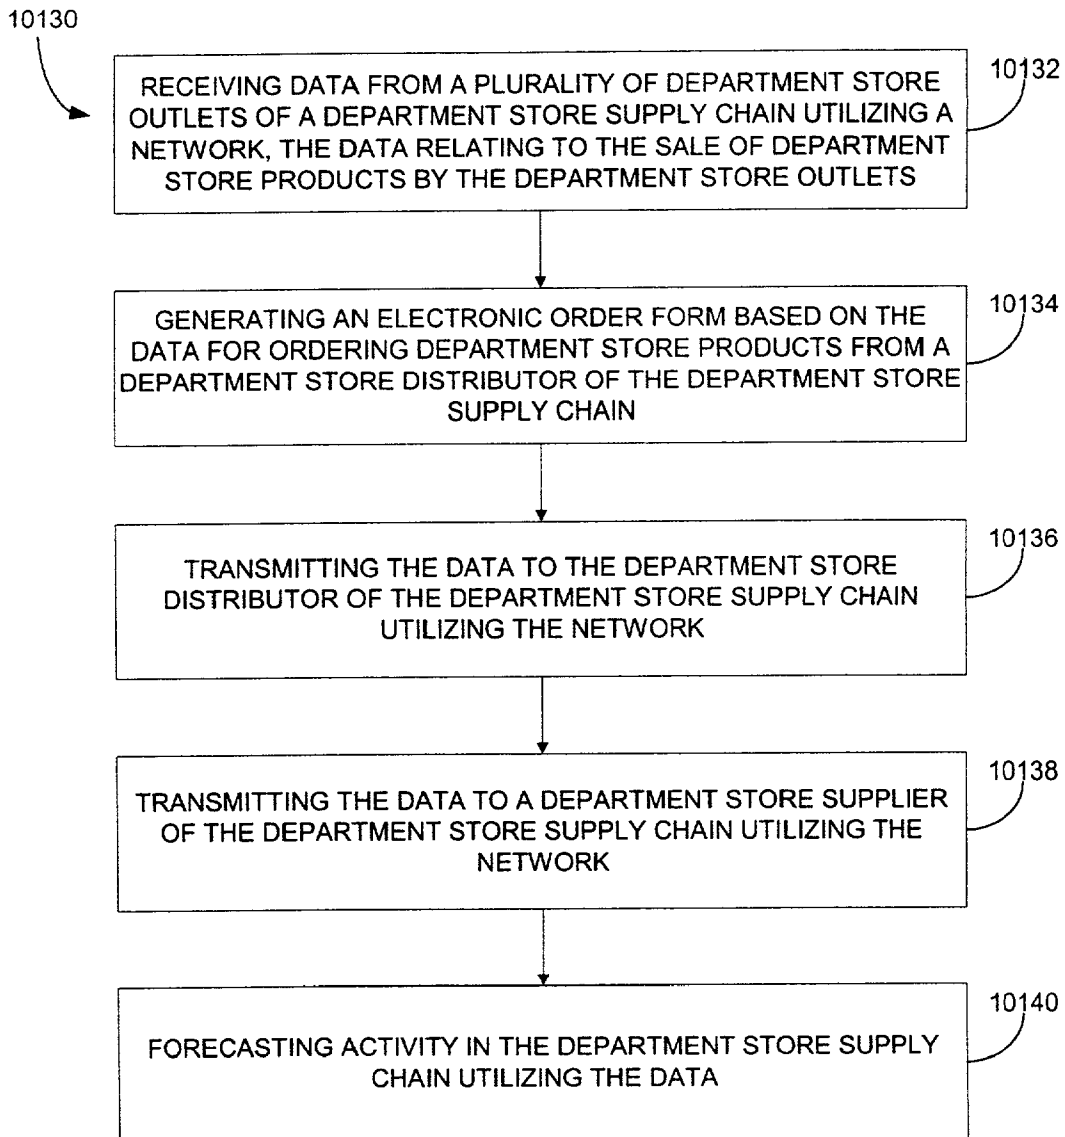 10130
10132
RECEIVING DATA FROM A PLURALITY OF DEPARTMENT STORE
OUTLETS OF A DEPARTMENT STORE SUPPLY CHAIN UTILIZING A
NETWORK, THE DATA RELATING TO THE SALE OF DEPARTMENT
STORE PRODUCTS BY THE DEPARTMENT STORE OUTLETS
10134
GENERATING AN ELECTRONIC ORDER FORM BASED ON THE
DATA FOR ORDERING DEPARTMENT STORE PRODUCTS FROM A
DEPARTMENT STORE DISTRIBUTOR OF THE DEPARTMENT STORE
SUPPLY CHAIN
10136
TRANSMITTING THE DATA TO THE DEPARTMENT STORE
DISTRIBUTOR OF THE DEPARTMENT STORE SUPPLY CHAIN
UTILIZING THE NETWORK
10138
TRANSMITTING THE DATA TO A DEPARTMENT STORE SUPPLIER
OF THE DEPARTMENT STORE SUPPLY CHAIN UTILIZING THE
NETWORK
10140
FORECASTING ACTIVITY IN THE DEPARTMENT STORE SUPPLY
CHAIN UTILIZING THE DATA